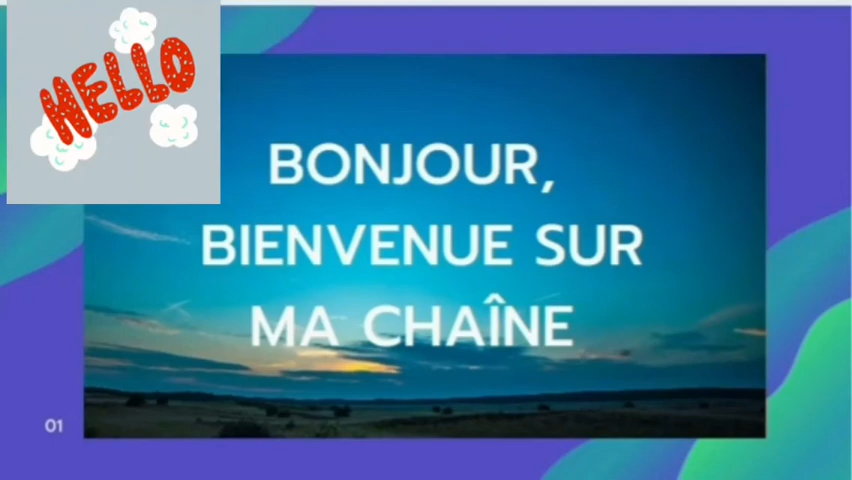 HELLO
BONJOUR,
BIENVENUE SUR
MA CHAÎNE
01